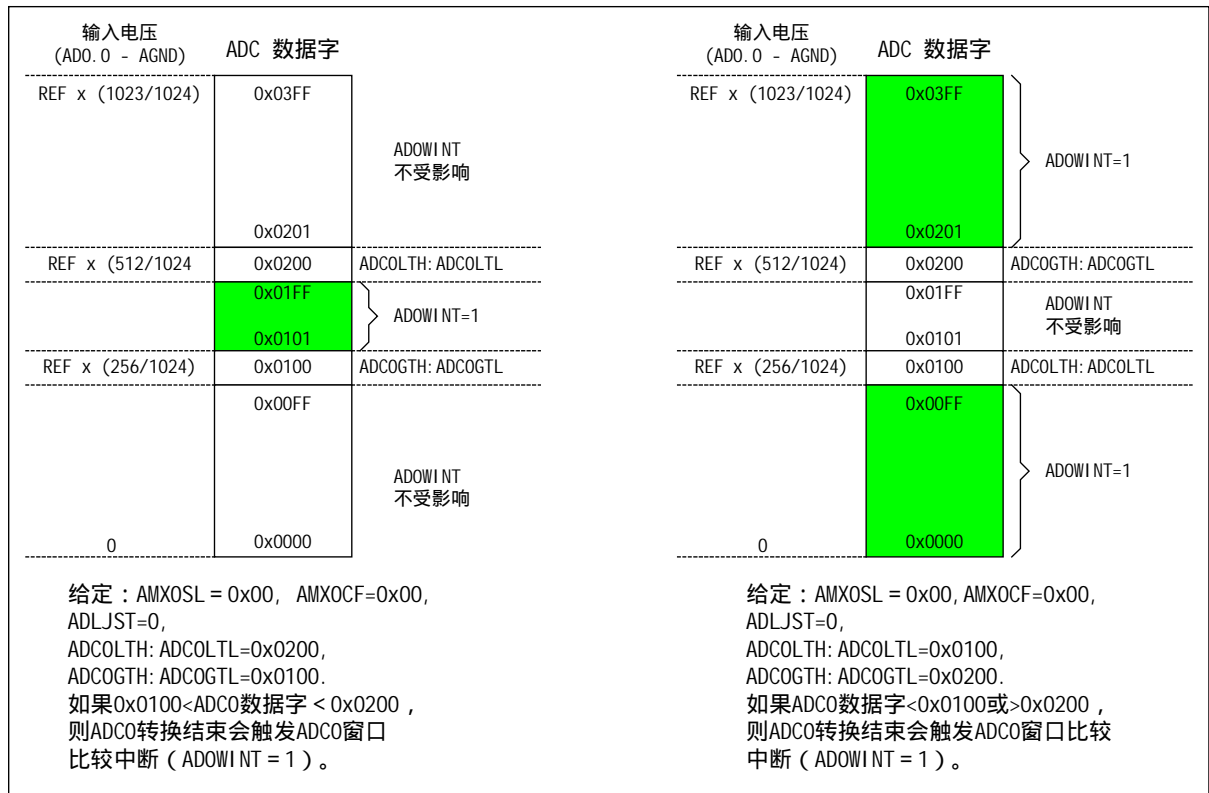 输入电压
(AD0.0 - AGND)
ADC 数据字
REF x (1023/1024)
0x03FF
AD0WINT
不受影响
0x0201
REF x (512/1024
0x0200
ADC0LTH:ADC0LTL
0x01FF
AD0WINT=1
0x0101
REF x (256/1024)
0x0100
ADC0GTH:ADC0GTL
0x00FF
AD0WINT
不受影响
0
0x0000
给定：AMX0SL＝0x00, AMX0CF=0x00,
ADLJST=0,
ADC0LTH:ADC0LTL=0x0200,
ADC0GTH:ADC0GTL=0x0100.
如果0x0100<ADC0数据字＜0x0200，
则ADC0转换结束会触发ADC0窗口
比较中断（AD0WINT＝1）。
输入电压
(AD0.0 - AGND)
ADC 数据字
REF x (1023/1024)
0x03FF
AD0WINT=1
0x0201
REF x (512/1024)
0x0200
ADC0GTH:ADC0GTL
0x01FF
AD0WINT
不受影响
0x0101
REF x (256/1024)
0x0100
ADC0LTH:ADC0LTL
0x00FF
AD0WINT=1
0
0x0000
给定：AMX0SL＝0x00,AMX0CF=0x00,
ADLJST=0,
ADC0LTH:ADC0LTL=0x0100,
ADC0GTH:ADC0GTL=0x0200.
如果ADC0数据字<0x0100或>0x0200，
则ADC0转换结束会触发ADC0窗口比较
中断（AD0WINT＝1）。